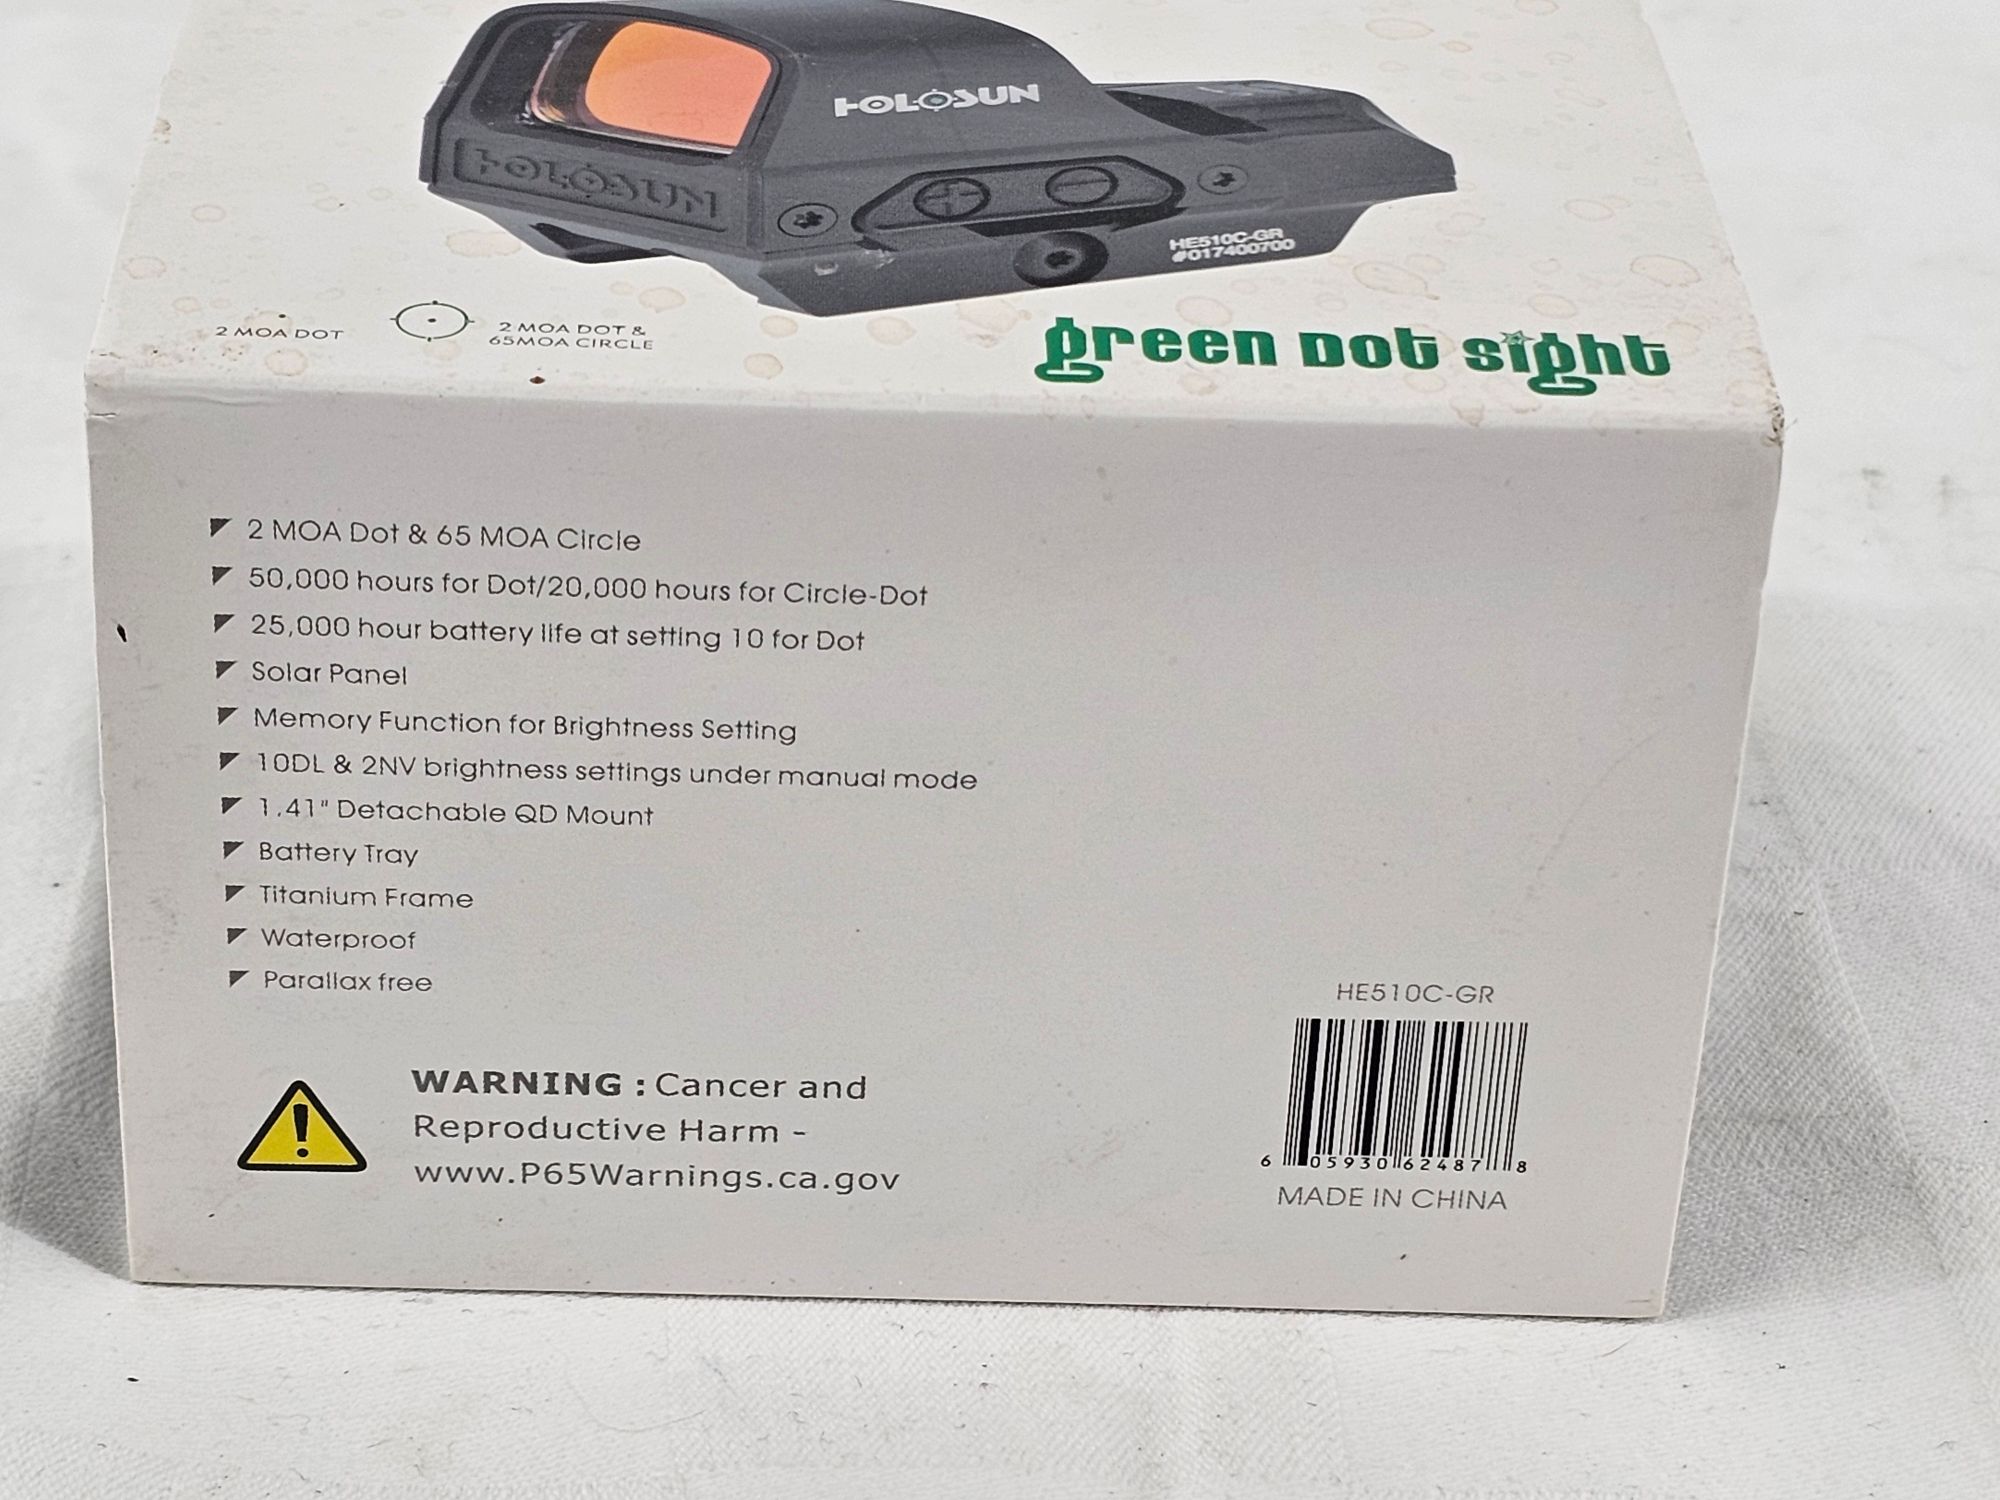 HOLOSUN
HOLOSUN
HE510C-GR
#017400700
2 MOA DOT
2 MOA DOT &
65MOA CIRCLE
green DOT sight
2 MOA Dot & 65 MOA Circle
50,000 hours for Dot/20,000 hours for Circle-Dot
25,000 hour battery life at setting 10 for Dot
Solar Panel
Memory Function for Brightness Setting
10DL & 2NV brightness settings under manual mode
1.41" Detachable QD Mount
Battery Tray
Titanium Frame
Waterproof
Parallax free
WARNING : Cancer and
Reproductive Harm -
www.P65Warnings.ca.gov
HE510C-GR
6 05930 62487 8
MADE IN CHINA